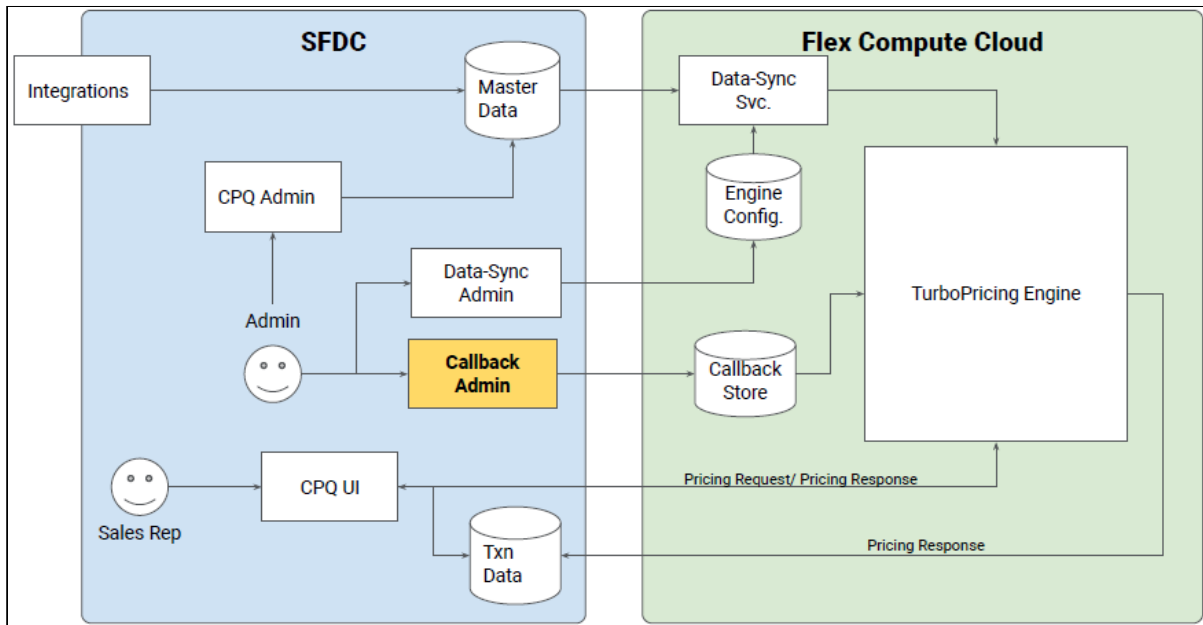 SFDC
Flex Compute Cloud
Integrations
Master
Data
Data-Sync
Svc.
CPQ Admin
Engine
Config.
Data-Sync
Admin
TurboPricing Engine
Admin
Callback
Admin
Callback
Store
CPQ UI
Pricing Request/ Pricing Response
Sales Rep
Txn
Data
Pricing Response